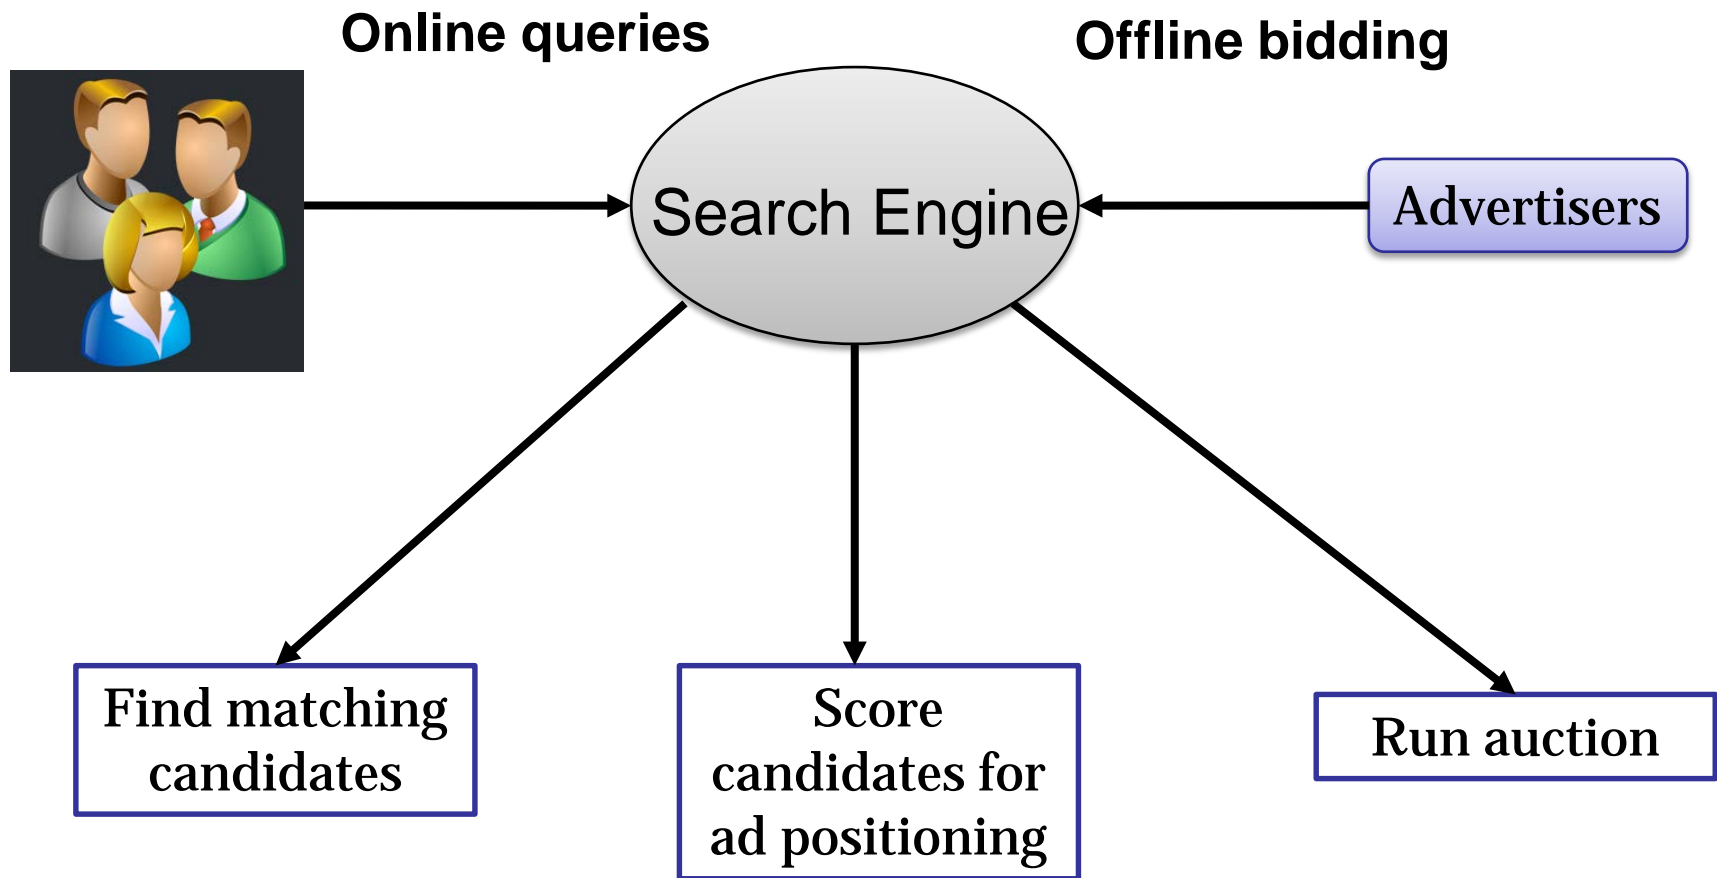 Online queries
Offline bidding
Search Engine
Advertisers
Find matching
candidates
Score
candidates for
ad positioning
Run auction